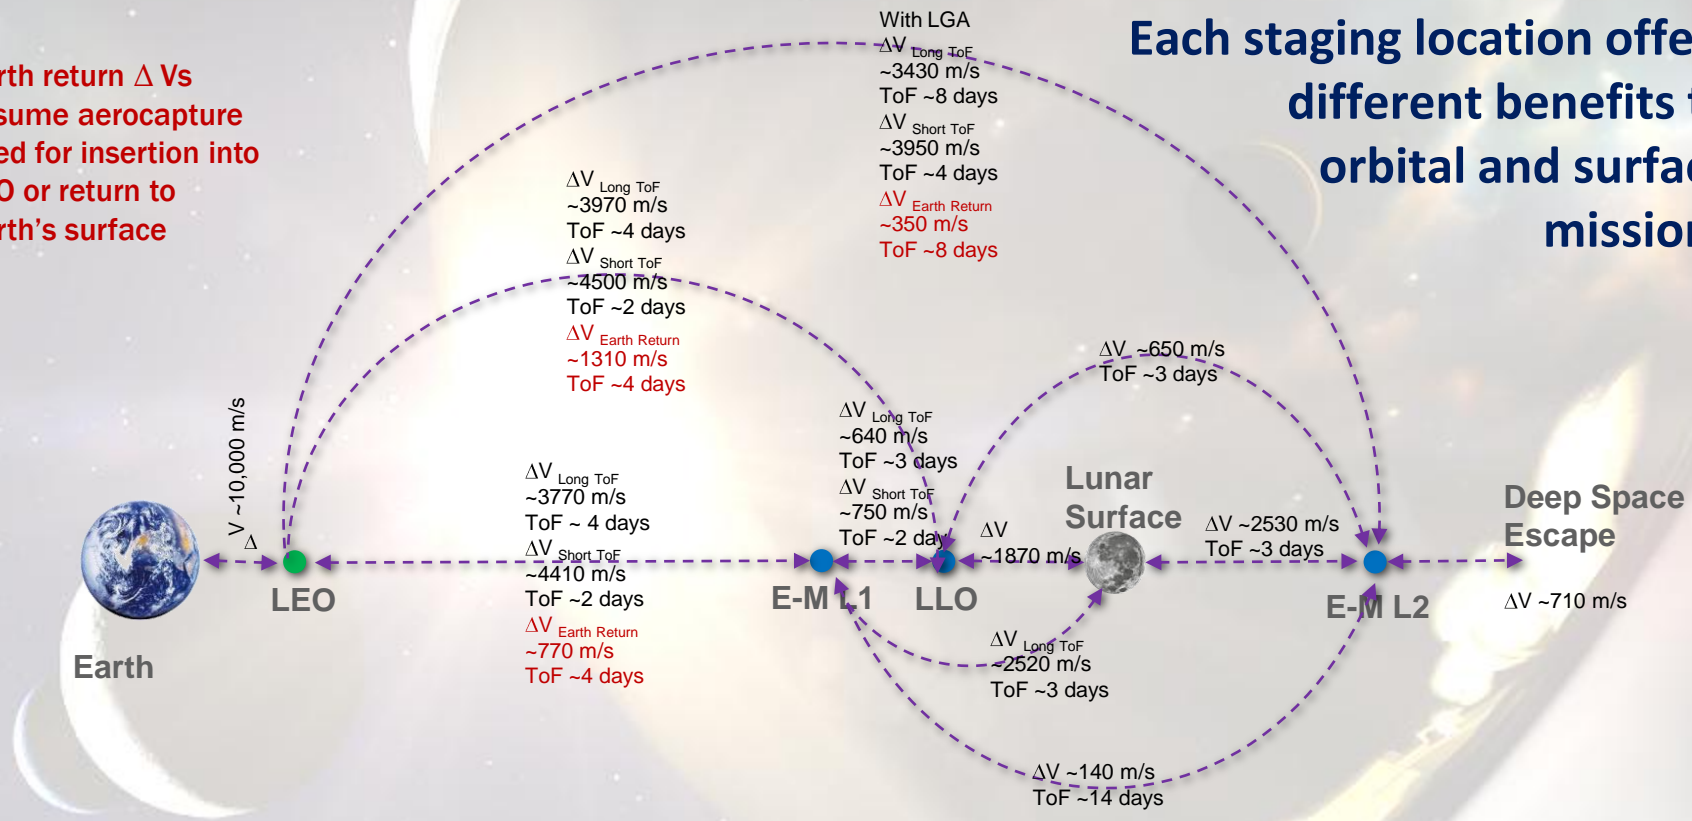 Each staging location offe
different benefits t
orbital and surfac
mission
rth return Δ Vs
sume aerocapture
ed for insertion into
O or return to
rth's surface
With LGA
ΔV Long ToF
~3430 m/s
ToF ~8 days
ΔV Short ToF
~3950 m/s
ToF ~4 days
ΔV Earth Return
~350 m/s
ToF ~8 days
ΔV Long ToF
~3970 m/s
ToF ~4 days
ΔV Short ToF
~4500 m/s
ToF ~2 days
ΔV Earth Return
~1310 m/s
ToF ~4 days
ΔV ~650 m/s
ToF ~3 days
ΔV ~10,000 m/s
ΔV Long ToF
~3770 m/s
ToF ~ 4 days
ΔV Short ToF
~4410 m/s
ToF ~2 days
ΔV Earth Return
~770 m/s
ToF ~4 days
ΔV Long ToF
~640 m/s
ToF ~3 days
ΔV Short ToF
~750 m/s
ToF ~2 day
ΔV
~1870 m/s
Lunar
Surface
ΔV ~2530 m/s
ToF ~3 days
Deep Space
Escape
ΔV ~710 m/s
Earth
LEO
E-M L1
LLO
E-M L2
ΔV Long ToF
~2520 m/s
ToF ~3 days
ΔV ~140 m/s
ToF ~14 days